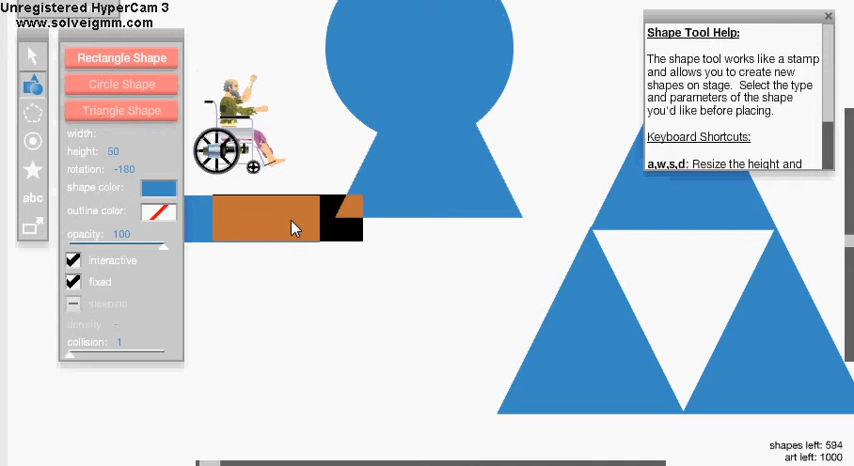 Unregistered HyperCam 3
www.solveigmm.com
Rectangle Shape
Circle Shape
Triangle Shape
width:
height: 50
rotation: -180
shape color:
outline color:
opacity: 100
interactive
fixed
sleeping
density: -
collision: 1
abc
Shape Tool Help:
The shape tool works like a stamp
and allows you to create new
shapes on stage. Select the type
and parameters of the shape
you'd like before placing.
Keyboard Shortcuts:
a,w,s,d: Resize the height and
shapes left: 594
art left: 1000